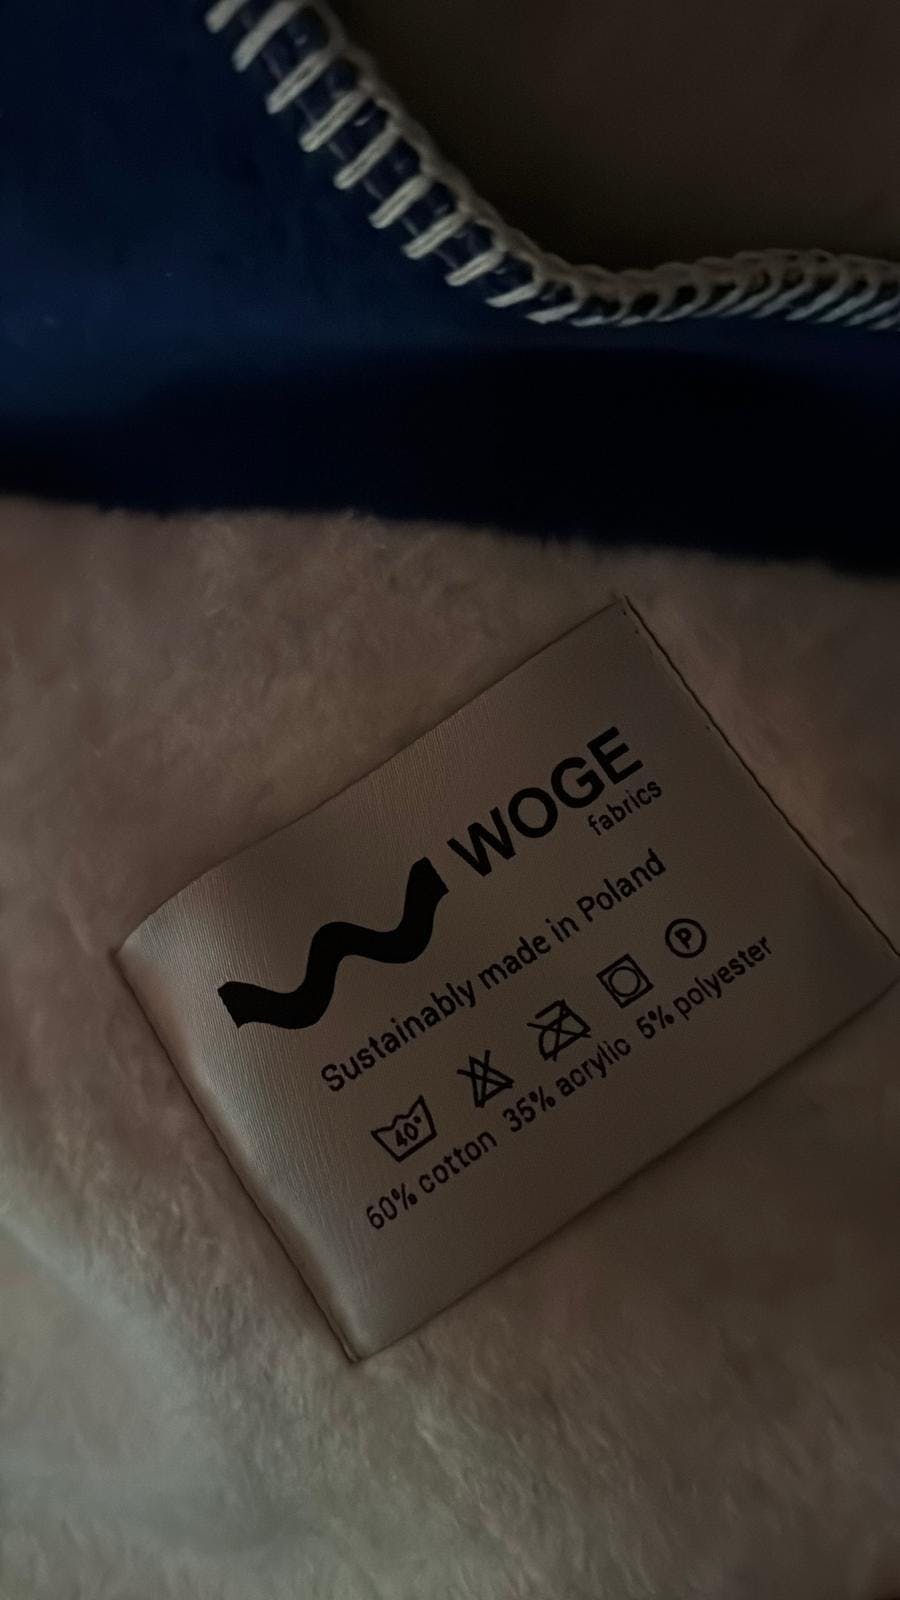 WOGE
fabrics
Sustainably made in Poland
40°
P
60% cotton 35% acrylic 5% polyester